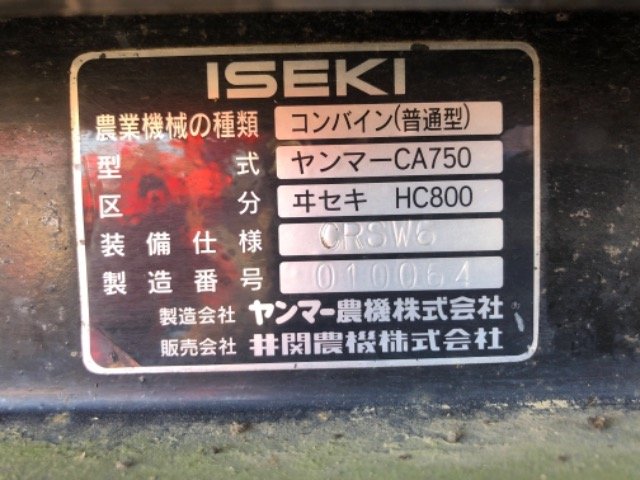 ISEKI
農業機械の種類 コンバイン(普通型)
型式 ヤンマーCA750
区分 ヰセキ HC800
装備仕様 CRSW6
製造番号 010064
製造会社 ヤンマー農機株式会社
販売会社 井関農機株式会社